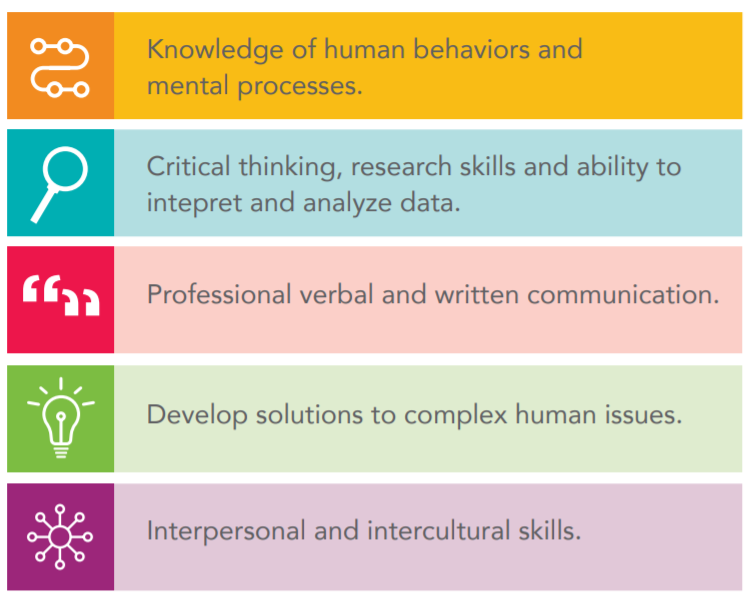 Knowledge of human behaviors and
mental processes.
Critical thinking, research skills and ability to
intepret and analyze data.
Professional verbal and written communication.
Develop solutions to complex human issues.
Interpersonal and intercultural skills.